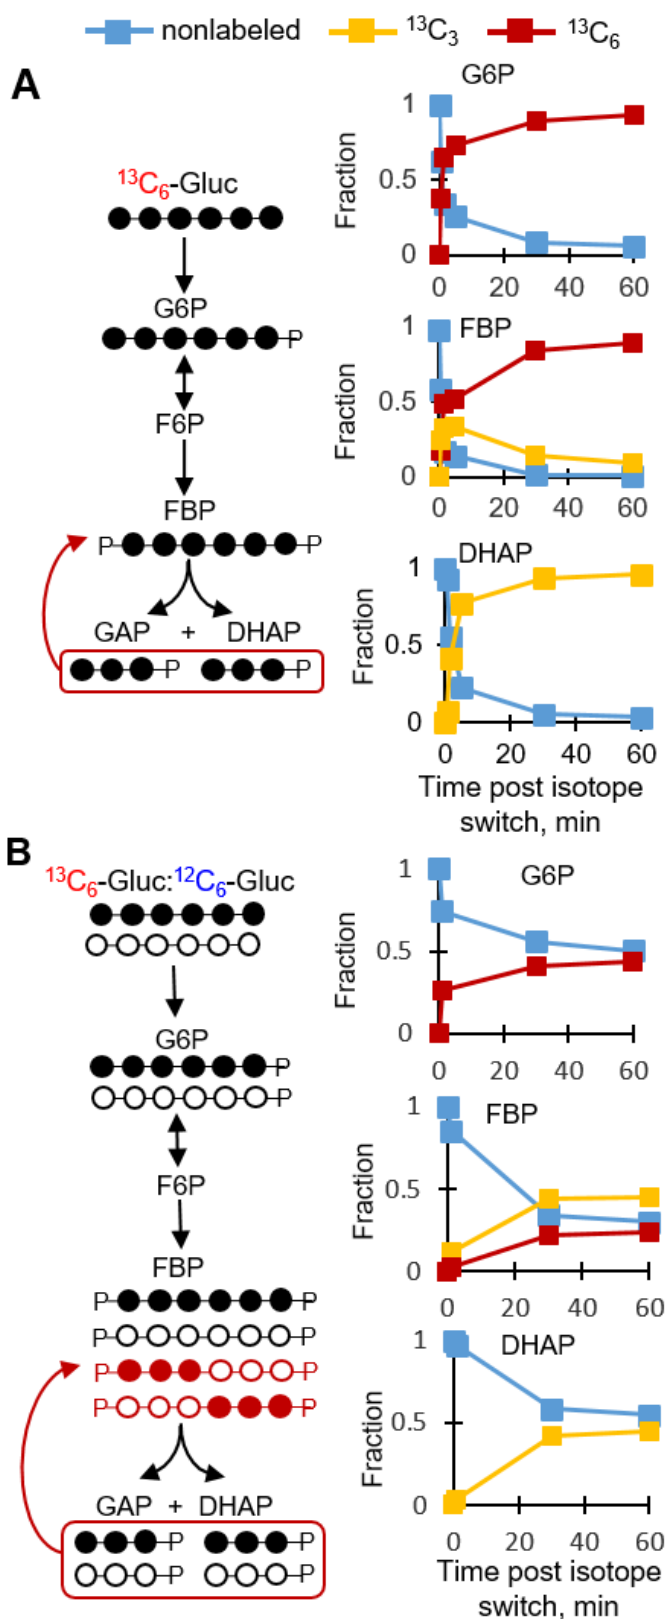 nonlabeled ¹³C₃ ¹³C₆
A
¹³C₆-Gluc
G6P
P
F6P
FBP
P P
GAP + DHAP
P P
G6P
Fraction
1
0.5
0
0 20 40 60
FBP
Fraction
1
0.5
0
0 20 40 60
DHAP
Fraction
1
0.5
0
0 20 40 60
Time post isotope
switch, min
B
¹³C₆-Gluc:¹²C₆-Gluc
G6P
P
P
F6P
FBP
P P
P P
P P
P P
GAP + DHAP
P P
P P
G6P
Fraction
1
0.5
0
0 20 40 60
FBP
Fraction
1
0.5
0
0 20 40 60
DHAP
Fraction
1
0.5
0
0 20 40 60
Time post isotope
switch, min